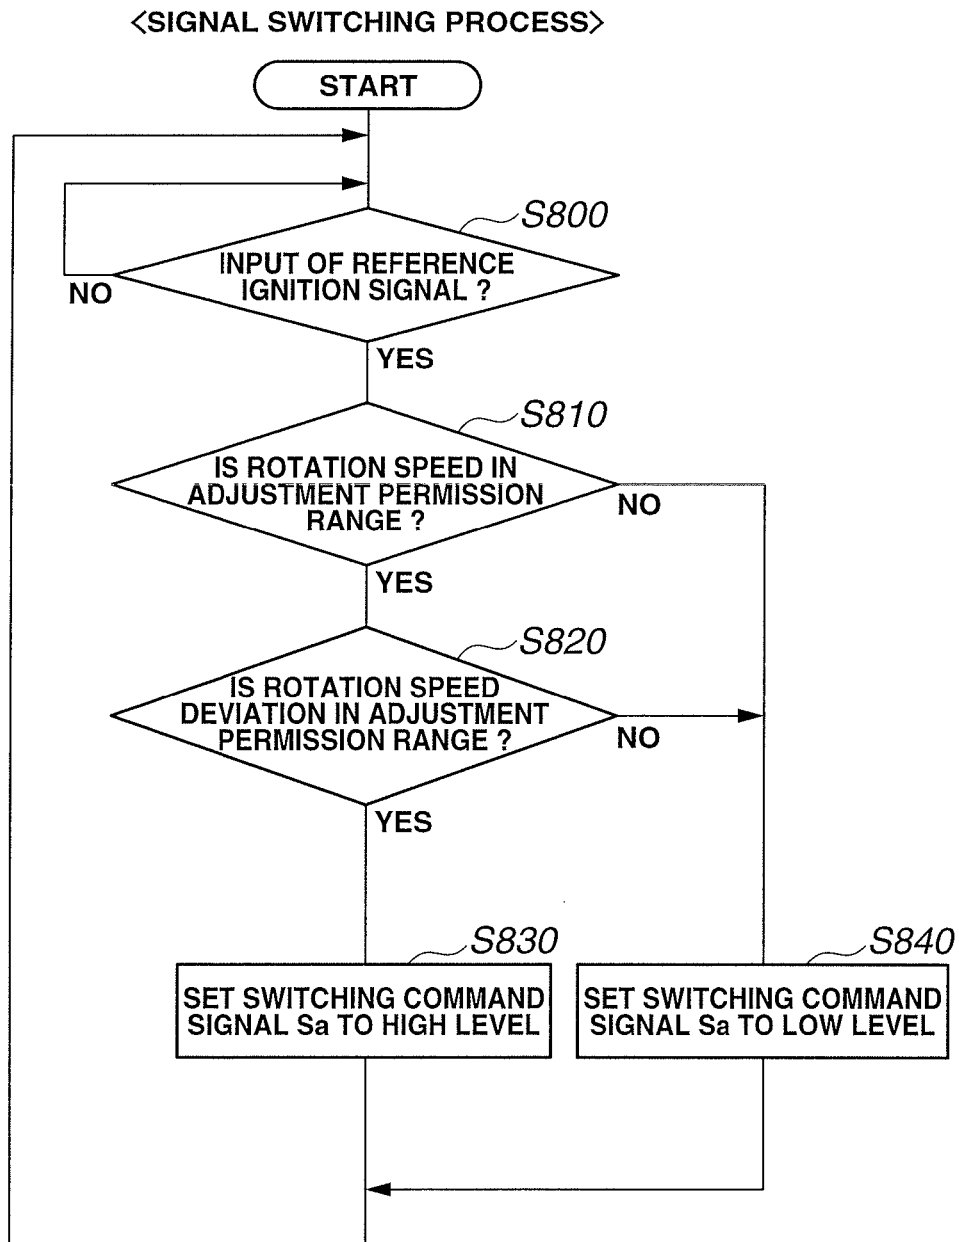 <SIGNAL SWITCHING PROCESS>
START
S800
INPUT OF REFERENCE
IGNITION SIGNAL ?
NO
YES
S810
IS ROTATION SPEED IN
ADJUSTMENT PERMISSION
RANGE ?
NO
YES
S820
IS ROTATION SPEED
DEVIATION IN ADJUSTMENT
PERMISSION RANGE ?
NO
YES
S830
SET SWITCHING COMMAND
SIGNAL Sa TO HIGH LEVEL
S840
SET SWITCHING COMMAND
SIGNAL Sa TO LOW LEVEL